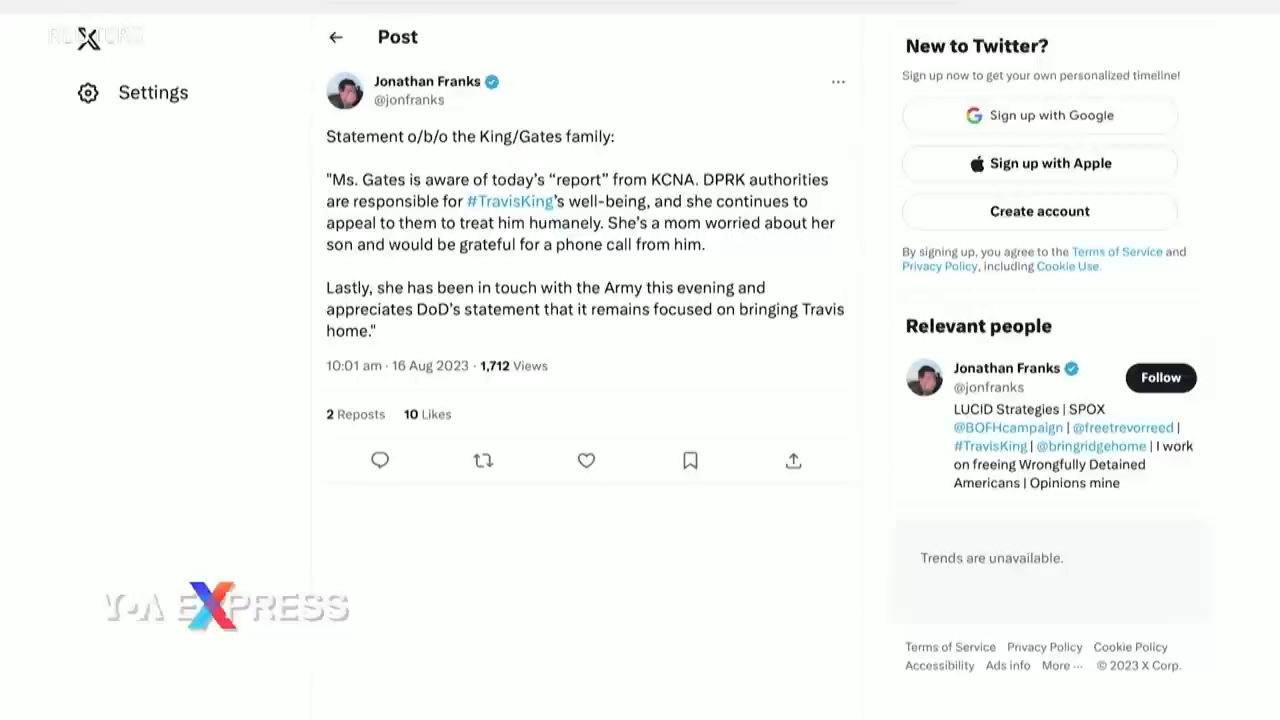 REUTERS
Settings
Post
Jonathan Franks
@jonfranks
Statement o/b/o the King/Gates family:
"Ms. Gates is aware of today's “report” from KCNA. DPRK authorities
are responsible for #TravisKing's well-being, and she continues to
appeal to them to treat him humanely. She's a mom worried about her
son and would be grateful for a phone call from him.
Lastly, she has been in touch with the Army this evening and
appreciates DoD's statement that it remains focused on bringing Travis
home."
10:01 am · 16 Aug 2023 · 1,712 Views
2 Reposts 10 Likes
New to Twitter?
Sign up now to get your own personalized timeline!
Sign up with Google
Sign up with Apple
Create account
By signing up, you agree to the Terms of Service and
Privacy Policy, including Cookie Use.
Relevant people
Jonathan Franks
@jonfranks
Follow
LUCID Strategies | SPOX
@BOFHcampaign | @freetrevorreed |
#TravisKing | @bringridgehome | I work
on freeing Wrongfully Detained
Americans | Opinions mine
Trends are unavailable.
Terms of Service Privacy Policy Cookie Policy
Accessibility Ads info More ··· © 2023 X Corp.
VOA EXPRESS